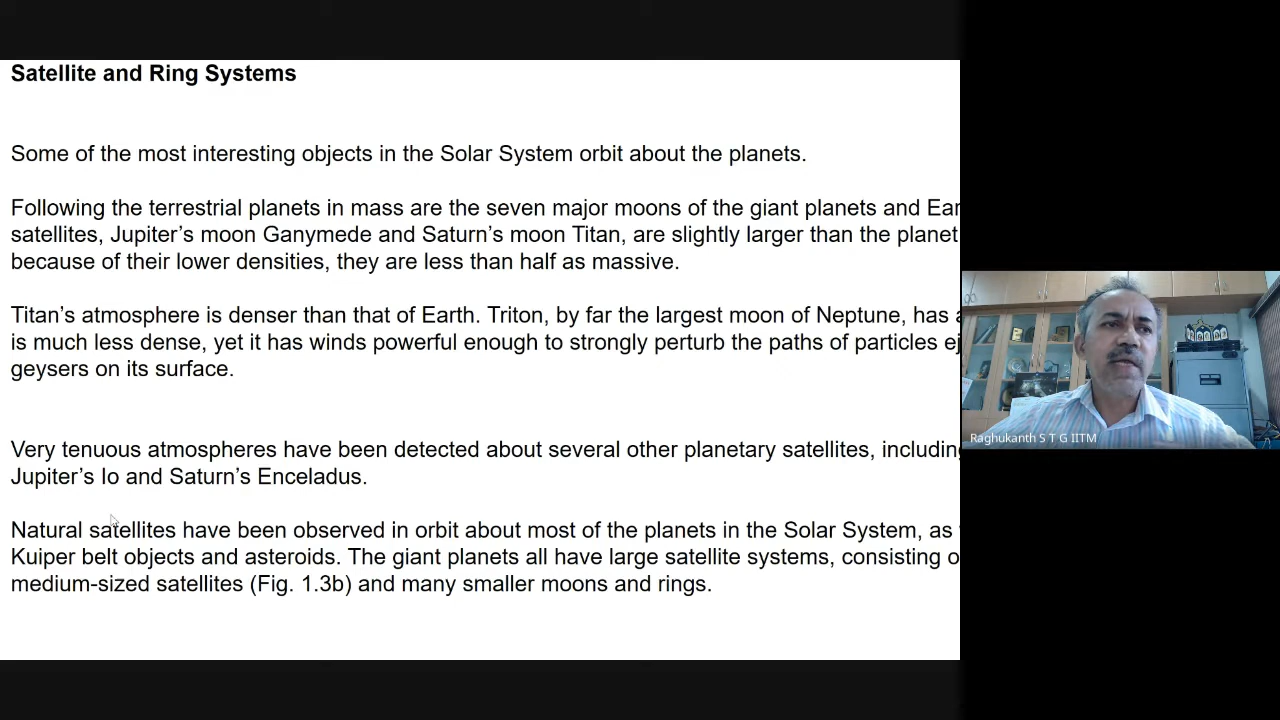 Satellite and Ring Systems
Some of the most interesting objects in the Solar System orbit about the planets.
Following the terrestrial planets in mass are the seven major moons of the giant planets and
satellites, Jupiter’s moon Ganymede and Saturn’s moon Titan, are slightly larger than the planet
because of their lower densities, they are less than half as massive.
Titan’s atmosphere is denser than that of Earth. Triton, by far the largest moon of Neptune, has
is much less dense, yet it has winds powerful enough to strongly perturb the paths of particles
geysers on its surface.
Very tenuous atmospheres have been detected about several other planetary satellites, including
Jupiter’s Io and Saturn’s Enceladus.
Natural satellites have been observed in orbit about most of the planets in the Solar System, as
Kuiper belt objects and asteroids. The giant planets all have large satellite systems, consisting
medium-sized satellites (Fig. 1.3b) and many smaller moons and rings.
Raghukanth S T G IITM